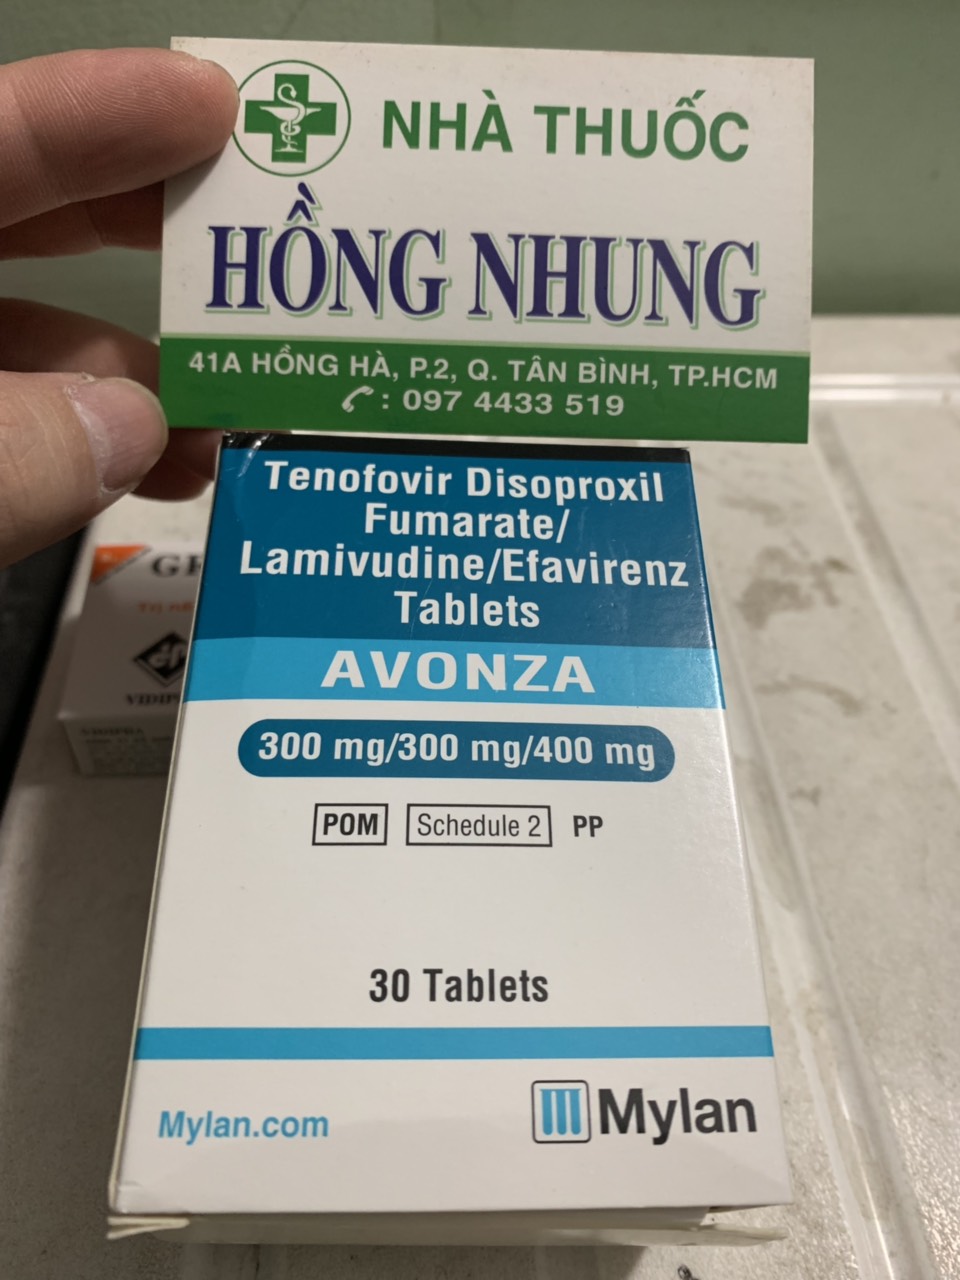 NHÀ THUỐC
HỒNG NHUNG
41A HỒNG HÀ, P.2, Q. TÂN BÌNH, TP.HCM
: 097 4433 519
Tenofovir Disoproxil
Fumarate/
Lamivudine/Efavirenz
Tablets
AVONZA
300 mg/300 mg/400 mg
POM Schedule 2 PP
30 Tablets
Mylan.com
Mylan